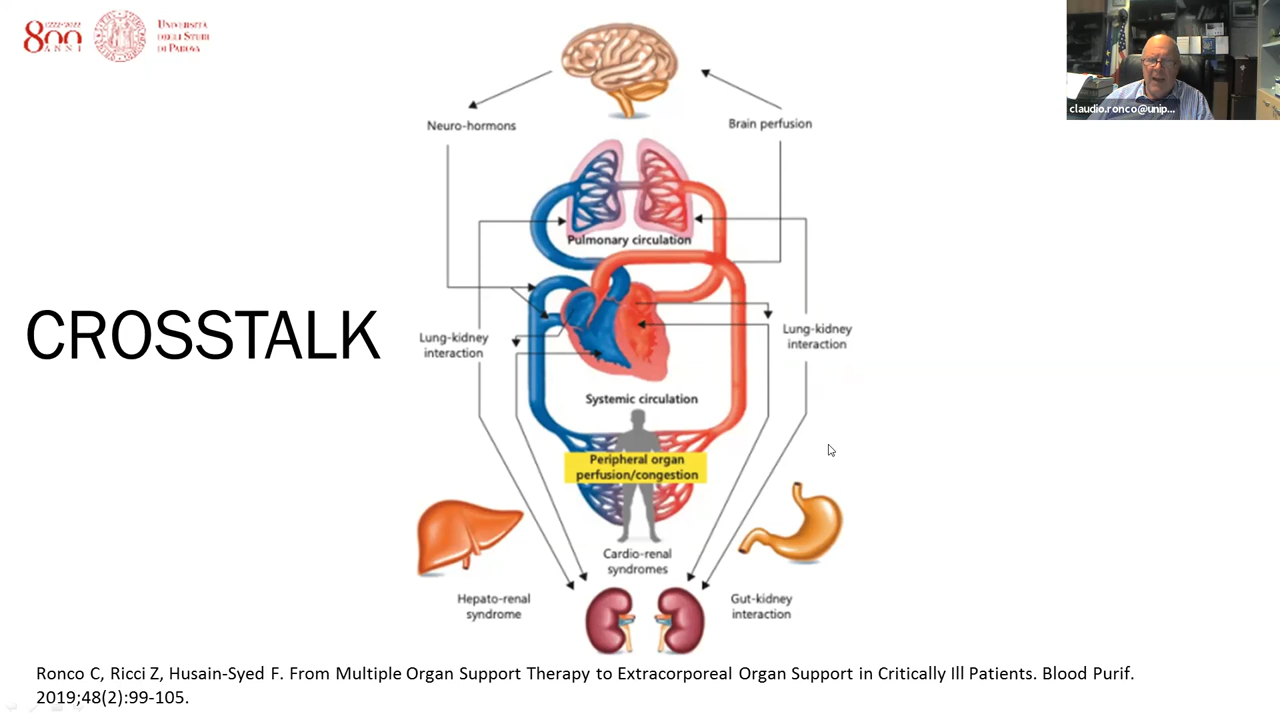 1222·2022
800
ANNI
UNIVERSITÀ
DEGLI STUDI
DI PADOVA
claudio.ronco@unip...
Neuro-hormons
Brain perfusion
Pulmonary circulation
CROSSTALK
Lung-kidney
interaction
Lung-kidney
interaction
Systemic circulation
Peripheral organ
perfusion/congestion
Cardio-renal
syndromes
Hepato-renal
syndrome
Gut-kidney
interaction
Ronco C, Ricci Z, Husain-Syed F. From Multiple Organ Support Therapy to Extracorporeal Organ Support in Critically Ill Patients. Blood Purif.
2019;48(2):99-105.